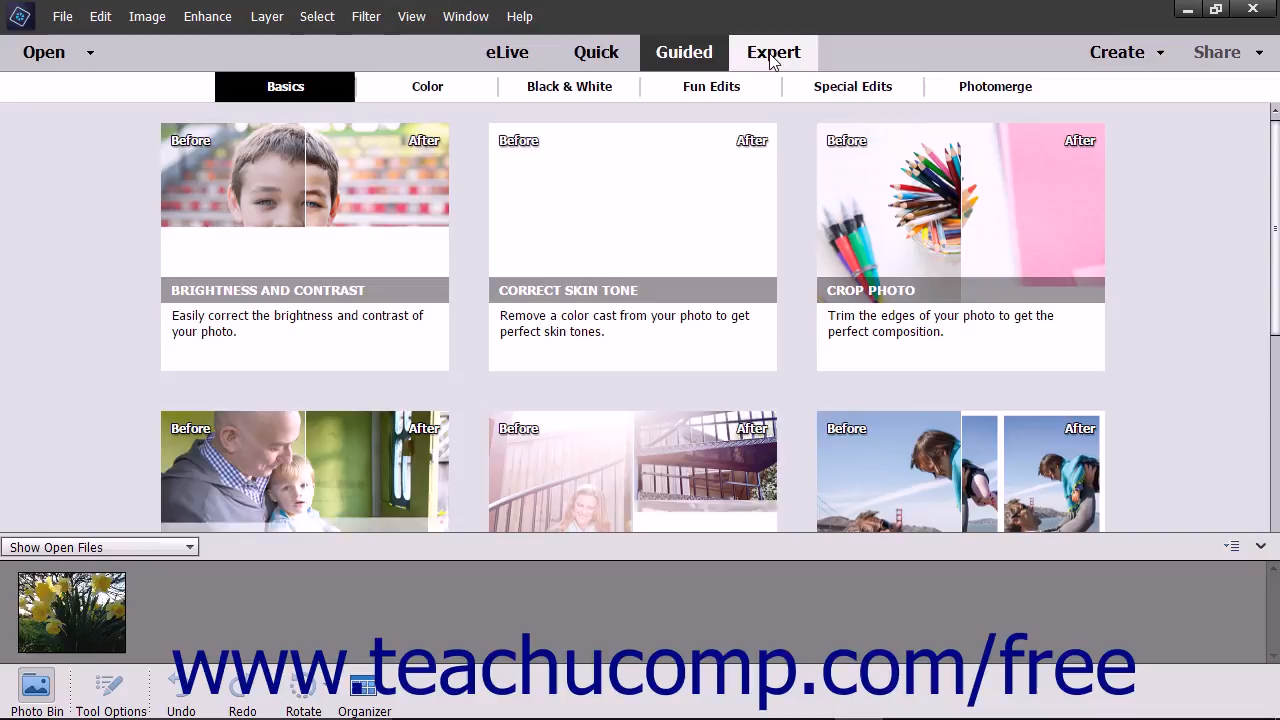 File Edit Image Enhance Layer Select Filter View Window Help
Open eLive Quick Guided Expert Create Share
Basics Color Black & White Fun Edits Special Edits Photomerge
Before After Before After Before After
BRIGHTNESS AND CONTRAST CORRECT SKIN TONE CROP PHOTO
Easily correct the brightness and contrast of Remove a color cast from your photo to get Trim the edges of your photo to get the
your photo. perfect skin tones. perfect composition.
Before After Before After Before After
Show Open Files
www.teachucomp.com/free
Photo Bin Tool Options Undo Redo Rotate Organizer